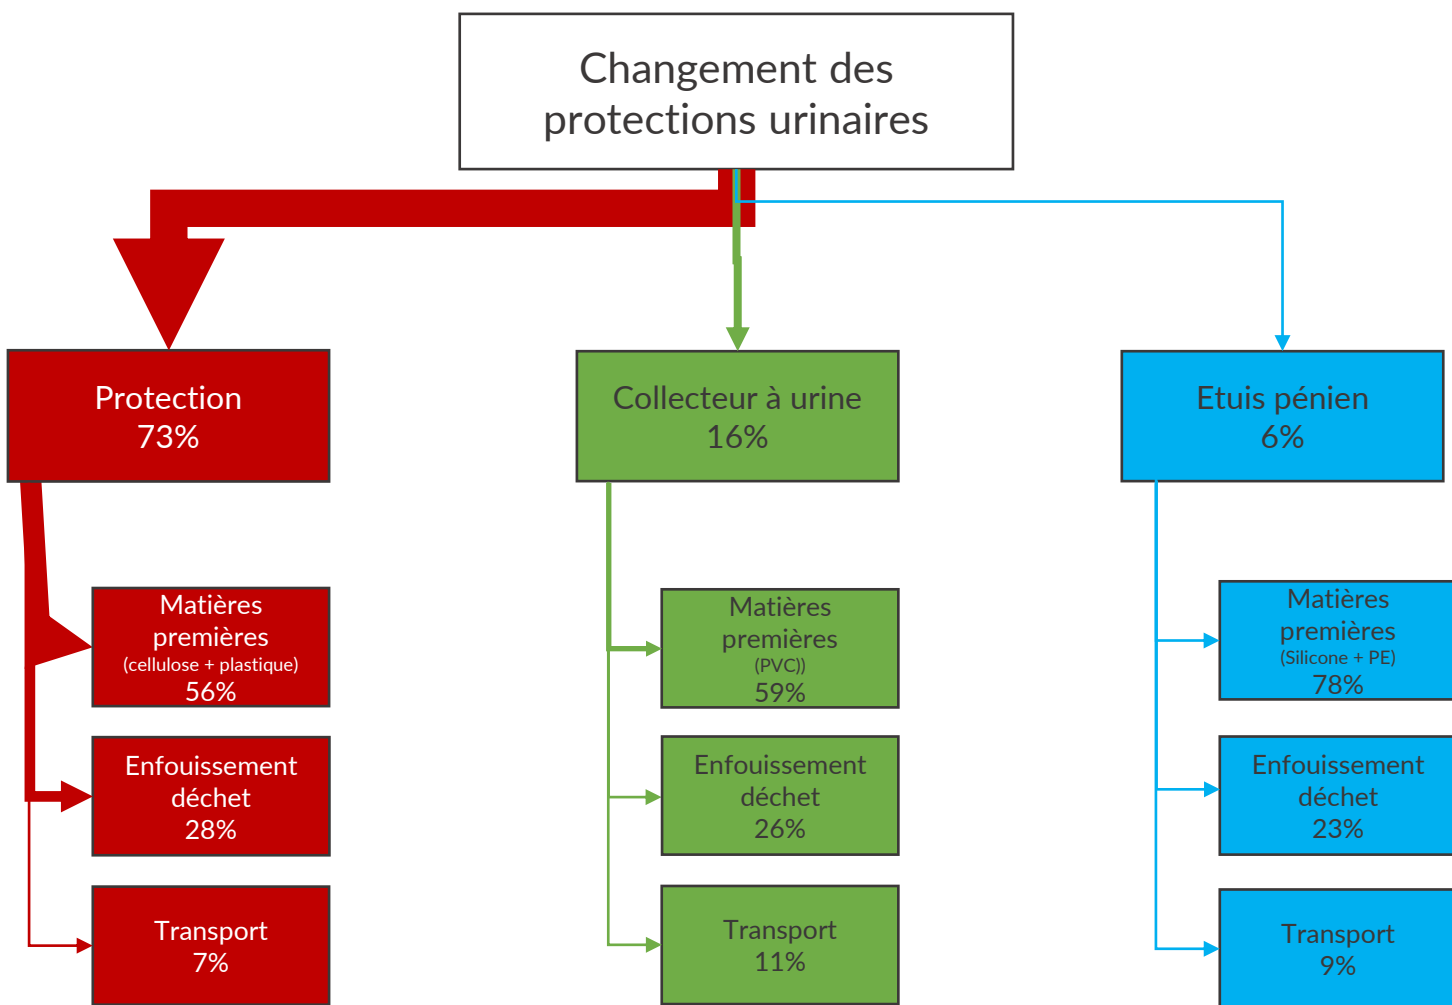 Changement des
protections urinaires
Protection
73%
Matières
premières
(cellulose + plastique)
56%
Enfouissement
déchet
28%
Transport
7%
Collecteur à urine
16%
Matières
premières
(PVC))
59%
Enfouissement
déchet
26%
Transport
11%
Etuis pénien
6%
Matières
premières
(Silicone + PE)
78%
Enfouissement
déchet
23%
Transport
9%